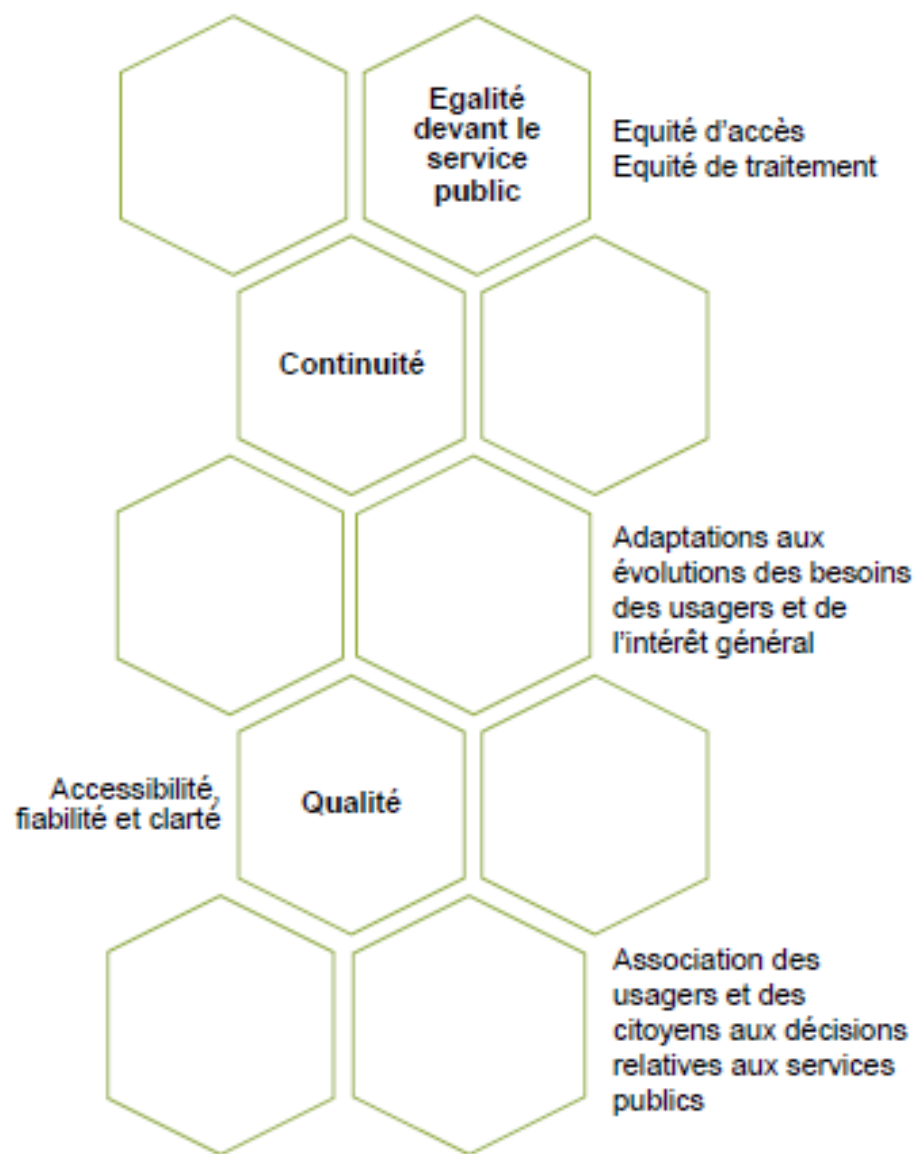 Egalité
devant le
service
public
Equité d'accès
Equité de traitement
Continuité
Adaptations aux
évolutions des besoins
des usagers et de
l'intérêt général
Accessibilité,
fiabilité et clarté
Qualité
Association des
usagers et des
citoyens aux décisions
relatives aux services
publics